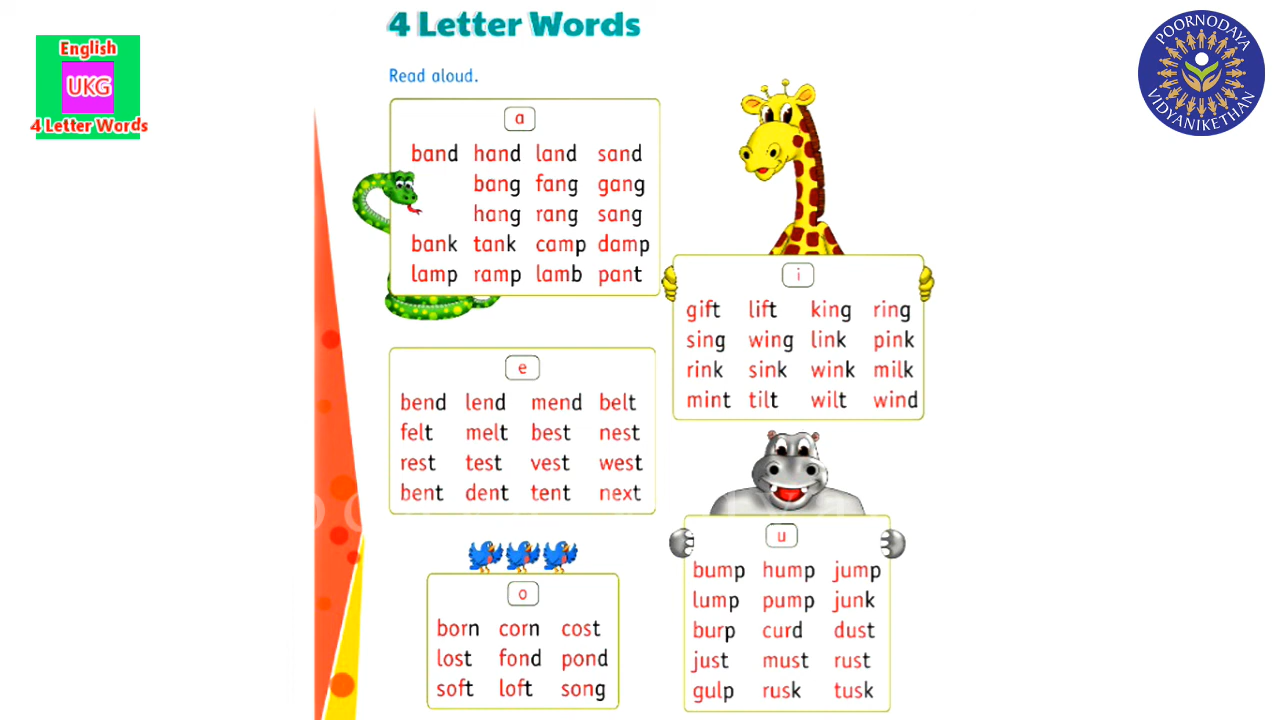 4 Letter Words
English
UKG
4 Letter Words
POORNODAYA
VIDYANIKETHAN
Read aloud.
a
band hand land sand
bang fang gang
hang rang sang
bank tank camp damp
lamp ramp lamb pant
i
gift lift king ring
sing wing link pink
rink sink wink milk
mint tilt wilt wind
e
bend lend mend belt
felt melt best nest
rest test vest west
bent dent tent next
o
born corn cost
lost fond pond
soft loft song
u
bump hump jump
lump pump junk
burp curd dust
just must rust
gulp rusk tusk